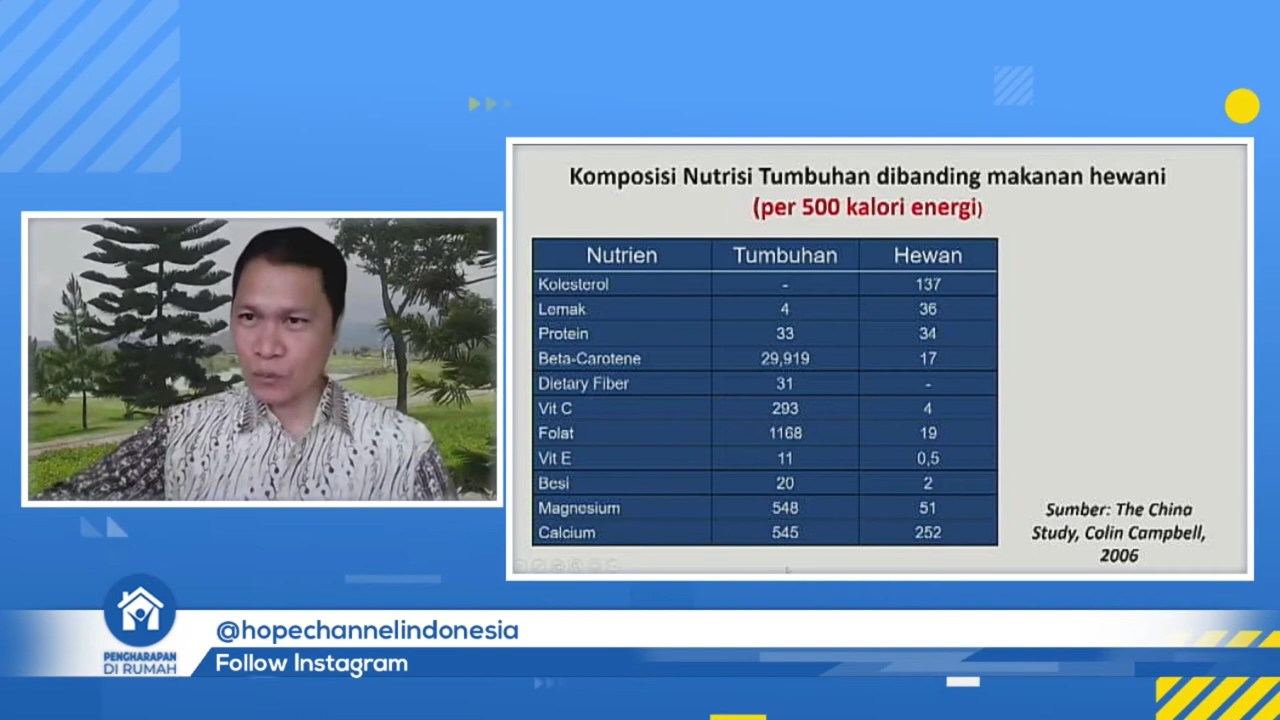 Komposisi Nutrisi Tumbuhan dibanding makanan hewani
(per 500 kalori energi)
Nutrien Tumbuhan Hewan
Kolesterol - 137
Lemak 4 36
Protein 33 34
Beta-Carotene 29,919 17
Dietary Fiber 31 -
Vit C 293 4
Folat 1168 19
Vit E 11 0,5
Besi 20 2
Magnesium 548 51
Calcium 545 252
Sumber: The China
Study, Colin Campbell,
2006
@hopechannelindonesia
Follow Instagram
PENGHARAPAN
DI RUMAH